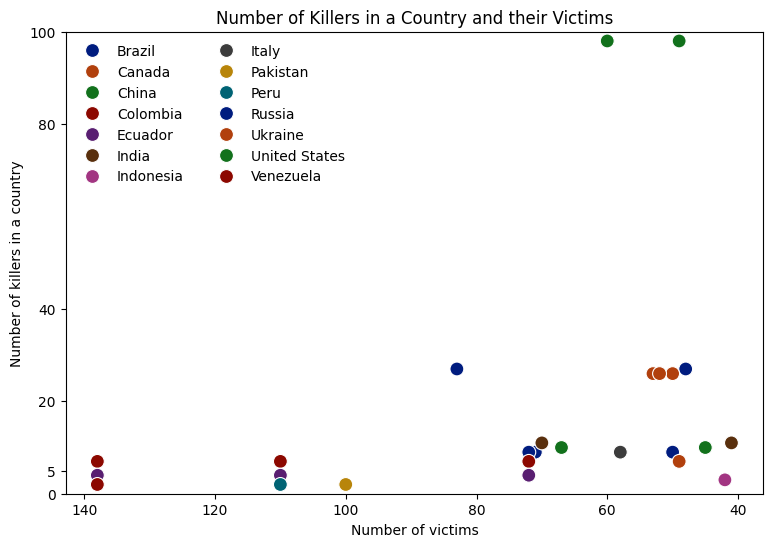 Number of Killers in a Country and their Victims
Number of killers in a country
100
80
40
20
5
0
Brazil
Canada
China
Colombia
Ecuador
India
Indonesia
Italy
Pakistan
Peru
Russia
Ukraine
United States
Venezuela
140 120 100 80 60 40
Number of victims